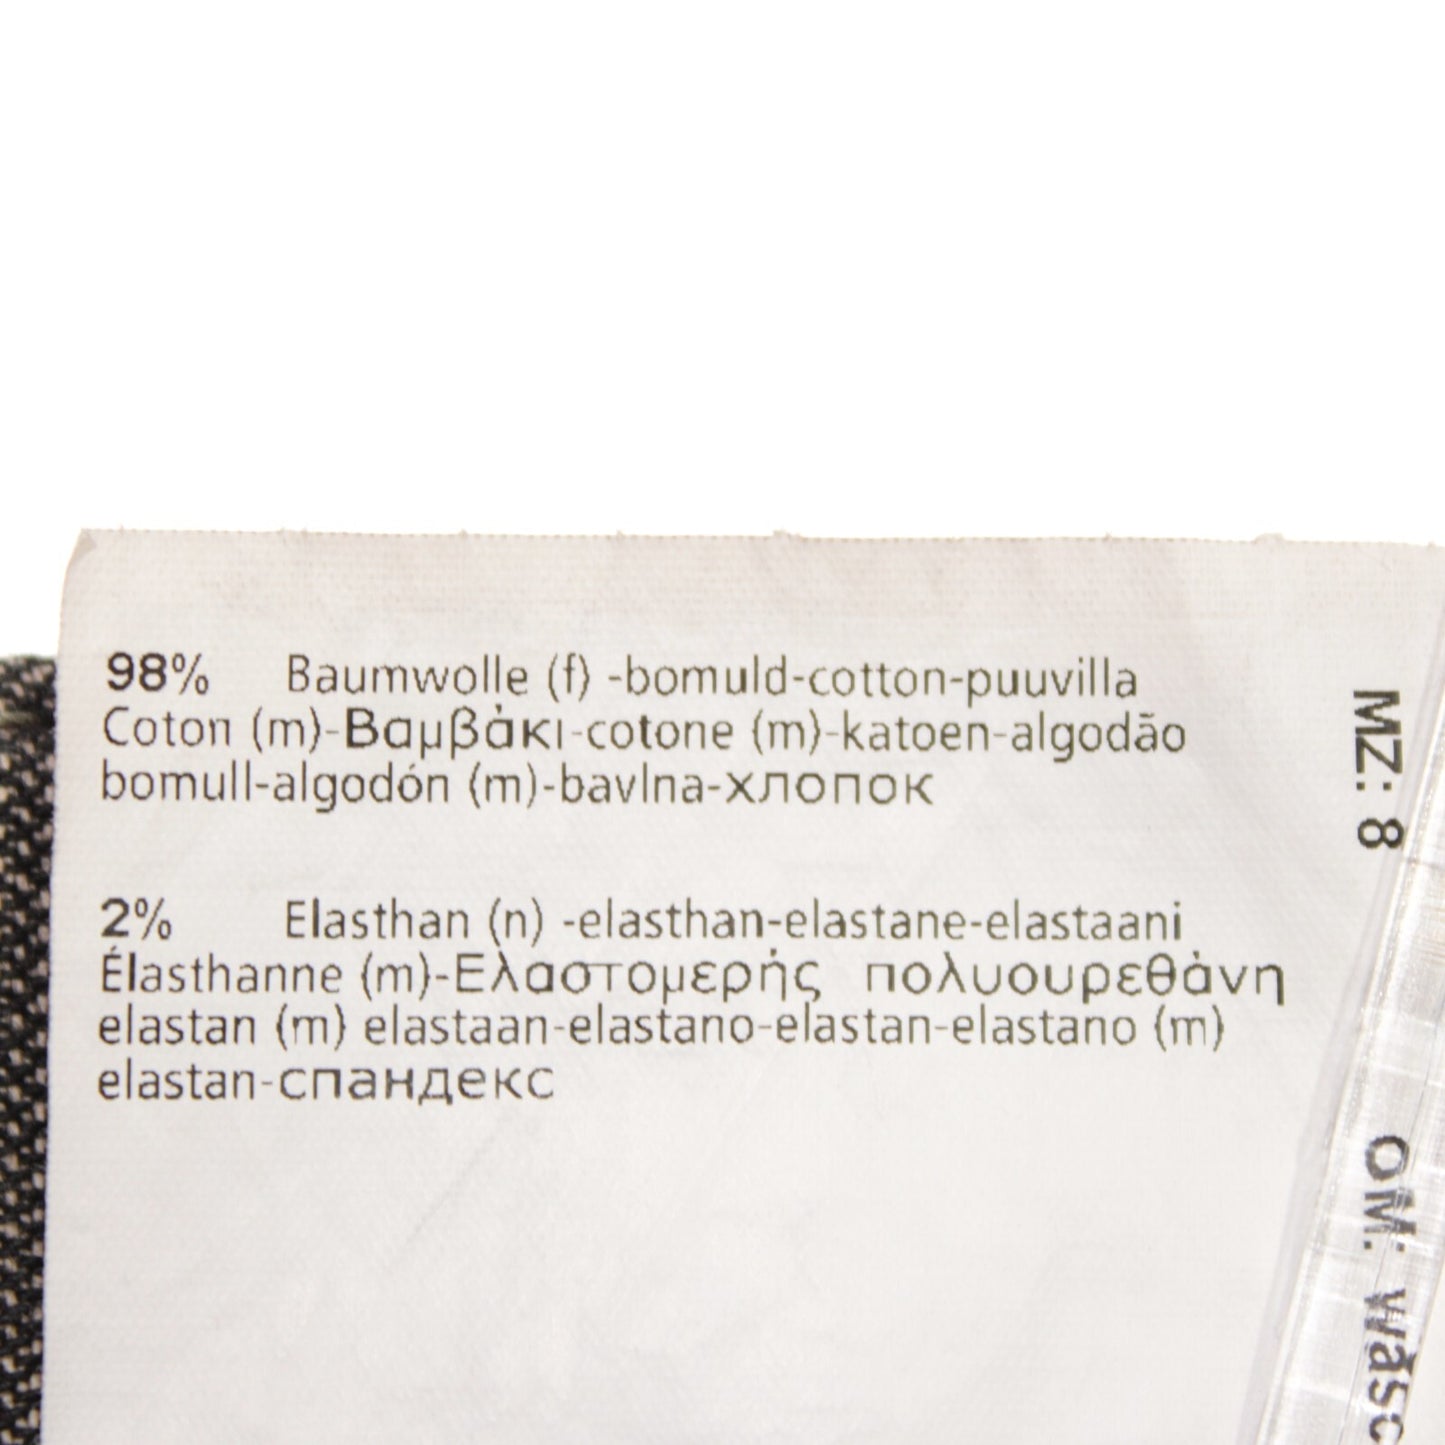 98% Baumwolle (f) -bomuld-cotton-puuvilla
Coton (m)-Βαμβάκι-cotone (m)-katoen-algodão
bomull-algodón (m)-bavlna-хлопок
2% Elasthan (n) -elasthan-elastane-elastaani
Élasthanne (m)-Ελαστομερής πολυουρεθάνη
elastan (m) elastaan-elastano-elastan-elastano (m)
elastan-спандекс
MZ: 8
OM: